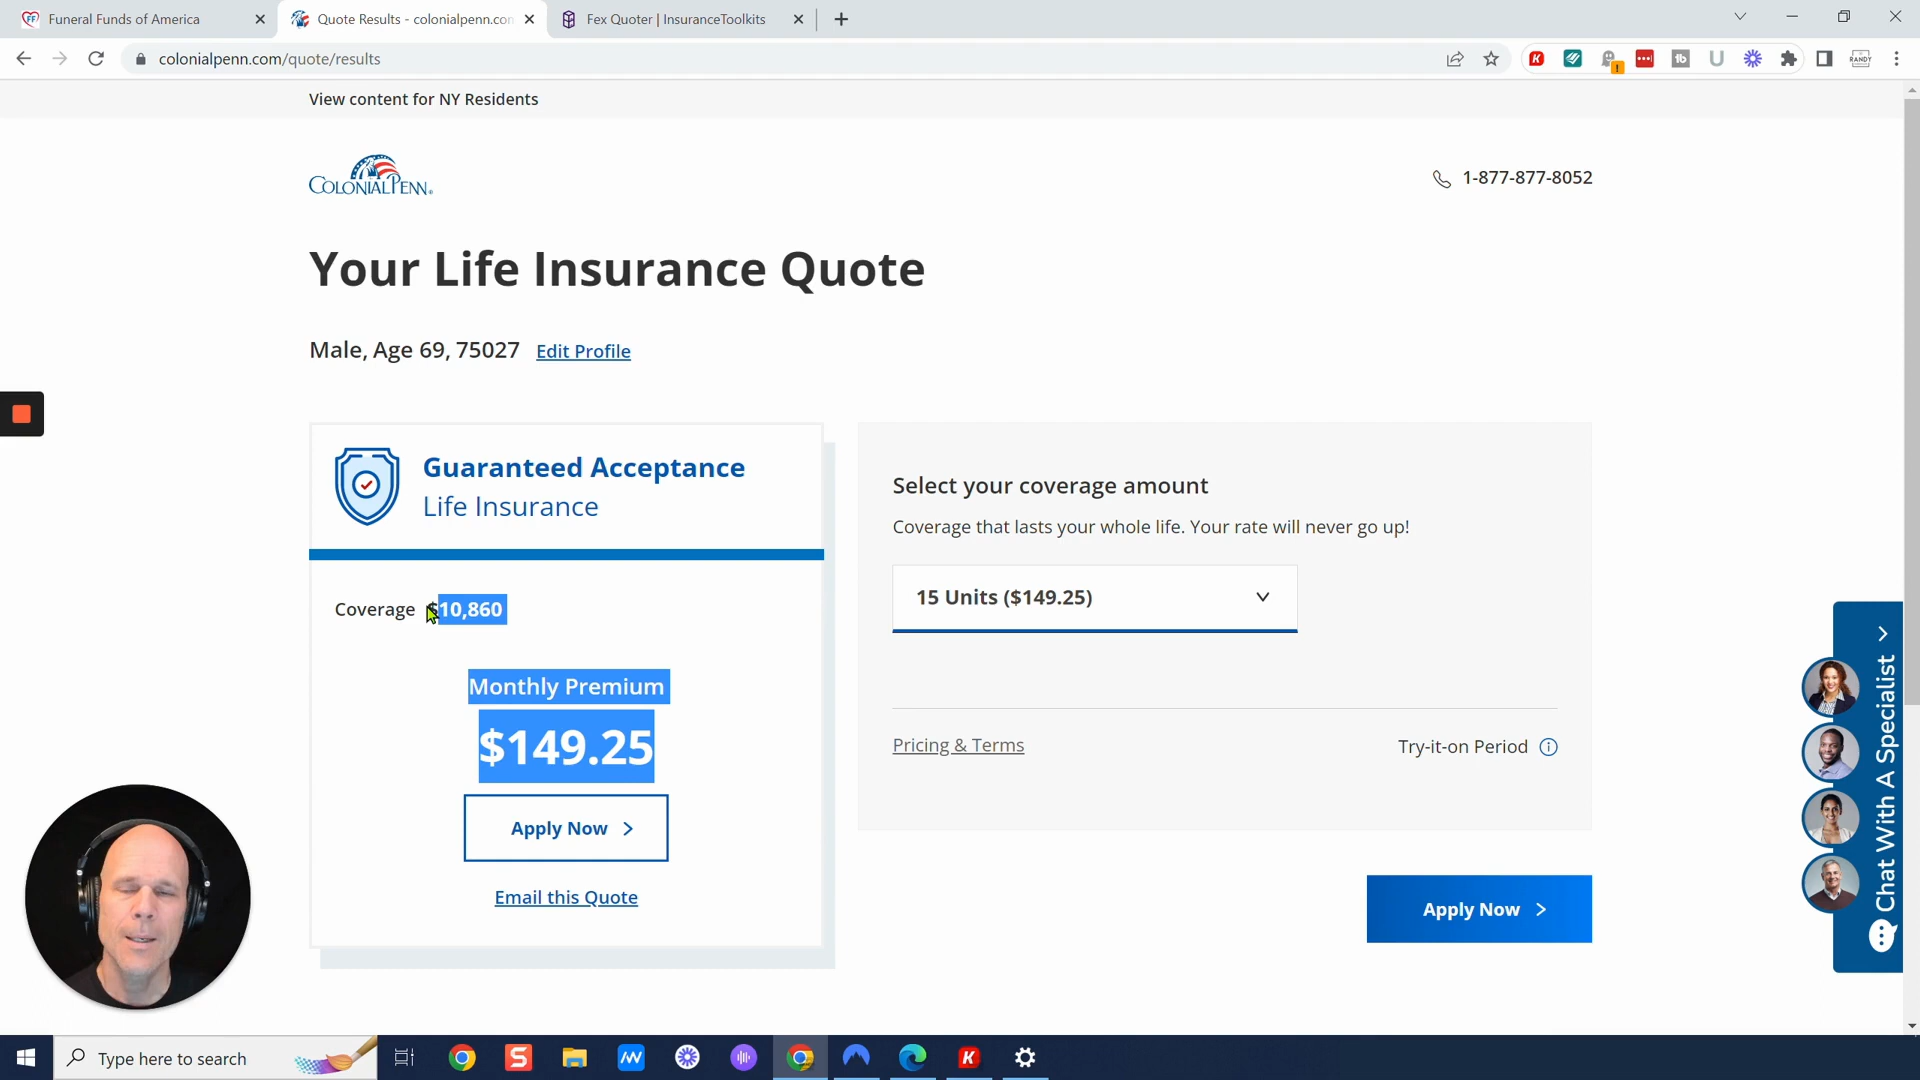 Funeral Funds of America
Quote Results - colonialpenn.con
Fex Quoter | InsuranceToolkits
colonialpenn.com/quote/results
RANDY
View content for NY Residents
COLONIALPENN®
1-877-877-8052
Your Life Insurance Quote
Male, Age 69, 75027 Edit Profile
Guaranteed Acceptance
Life Insurance
Coverage $10,860
Monthly Premium
$149.25
Apply Now
Email this Quote
Select your coverage amount
Coverage that lasts your whole life. Your rate will never go up!
15 Units ($149.25)
Pricing & Terms
Try-it-on Period
Apply Now
Chat With A Specialist
Type here to search